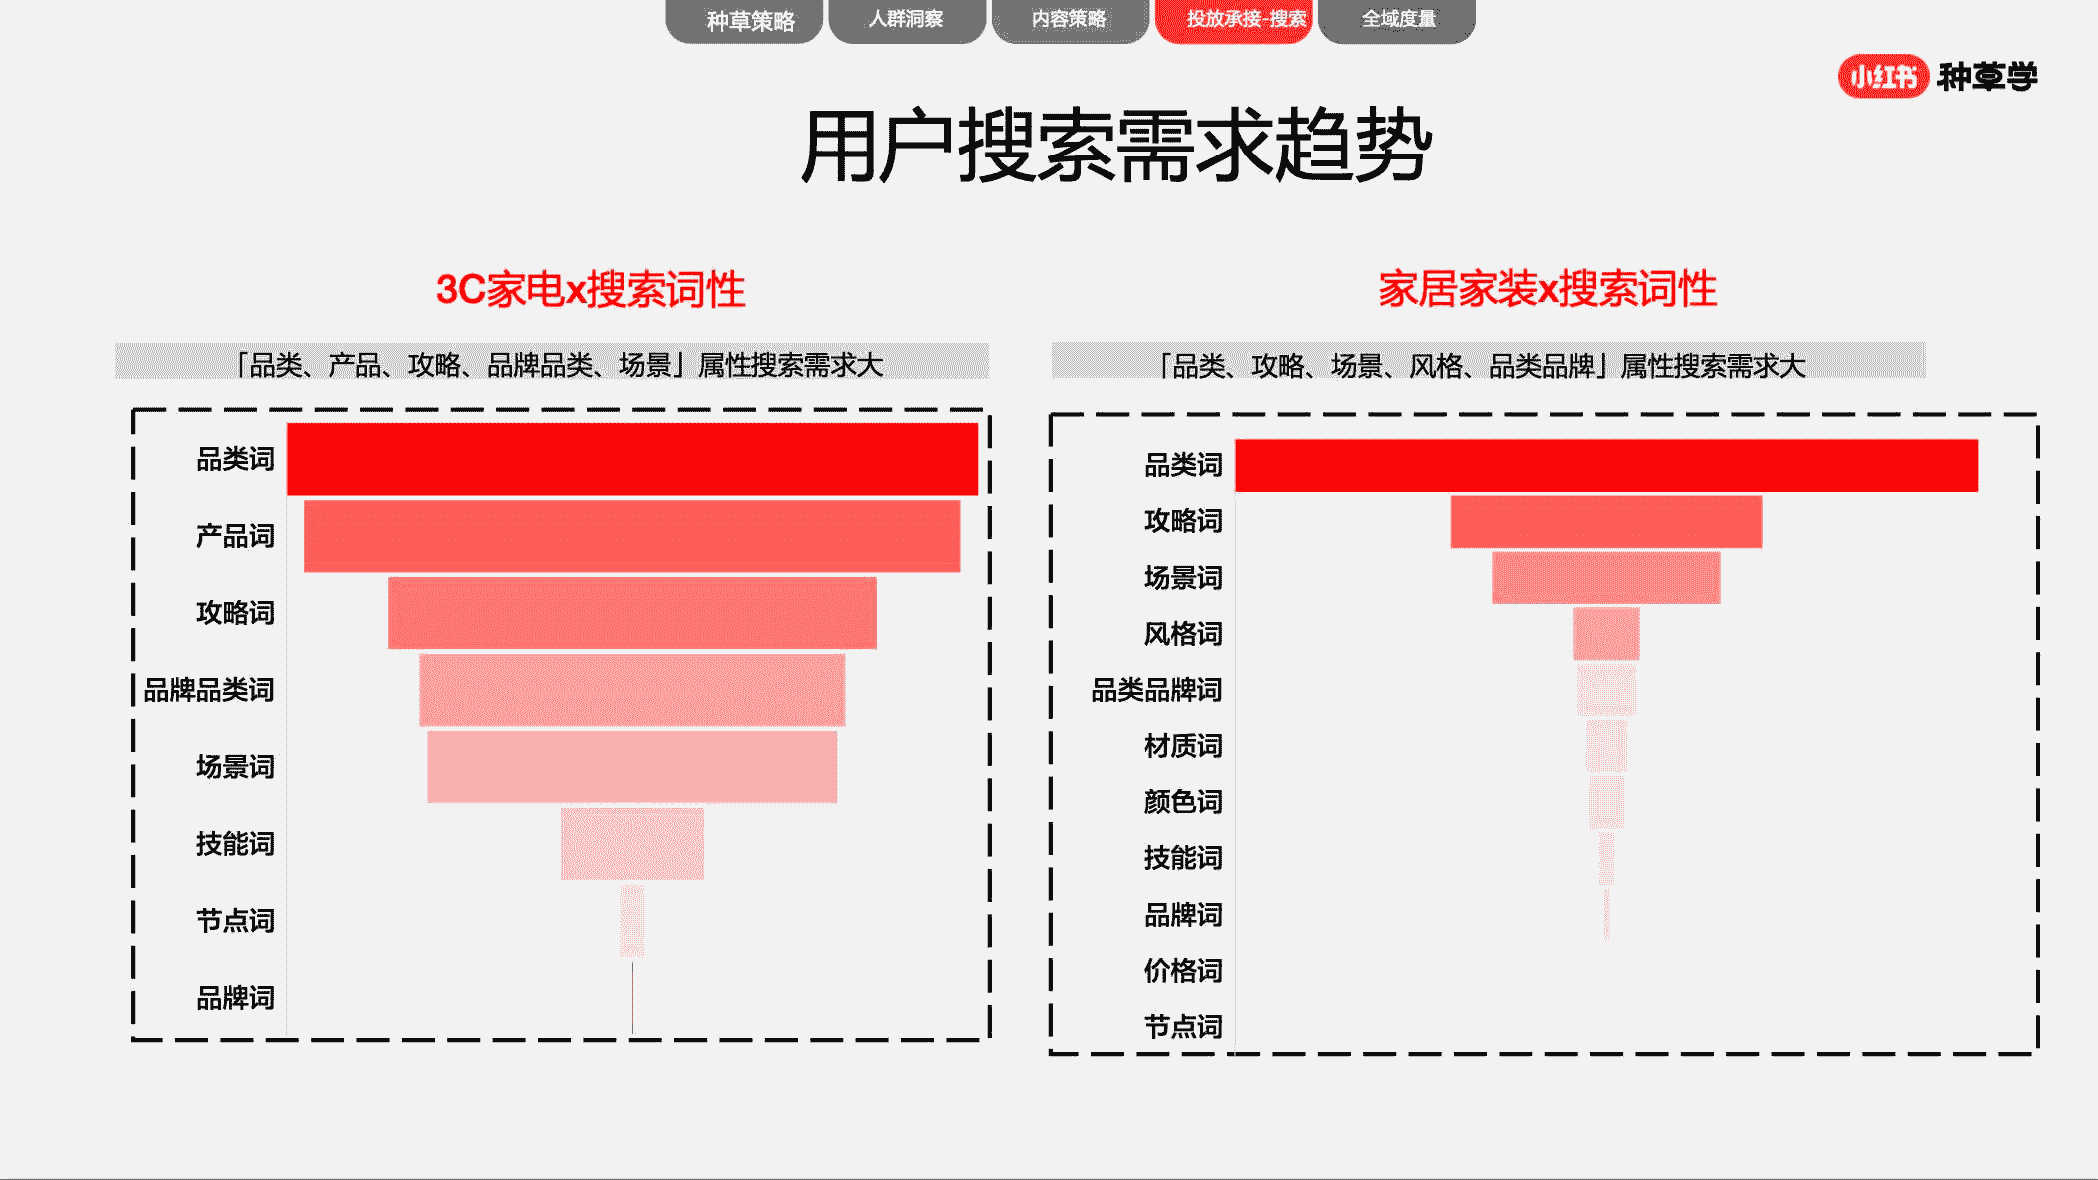 种草策略
人群洞察
内容策略
投放承接-搜索
全域度量
小红书 种草学
用户搜索需求趋势
3C家电x搜索词性
「品类、产品、攻略、品牌品类、场景」属性搜索需求大
品类词
产品词
攻略词
品牌品类词
场景词
技能词
节点词
品牌词
家居家装x搜索词性
「品类、攻略、场景、风格、品类品牌」属性搜索需求大
品类词
攻略词
场景词
风格词
品类品牌词
材质词
颜色词
技能词
品牌词
价格词
节点词